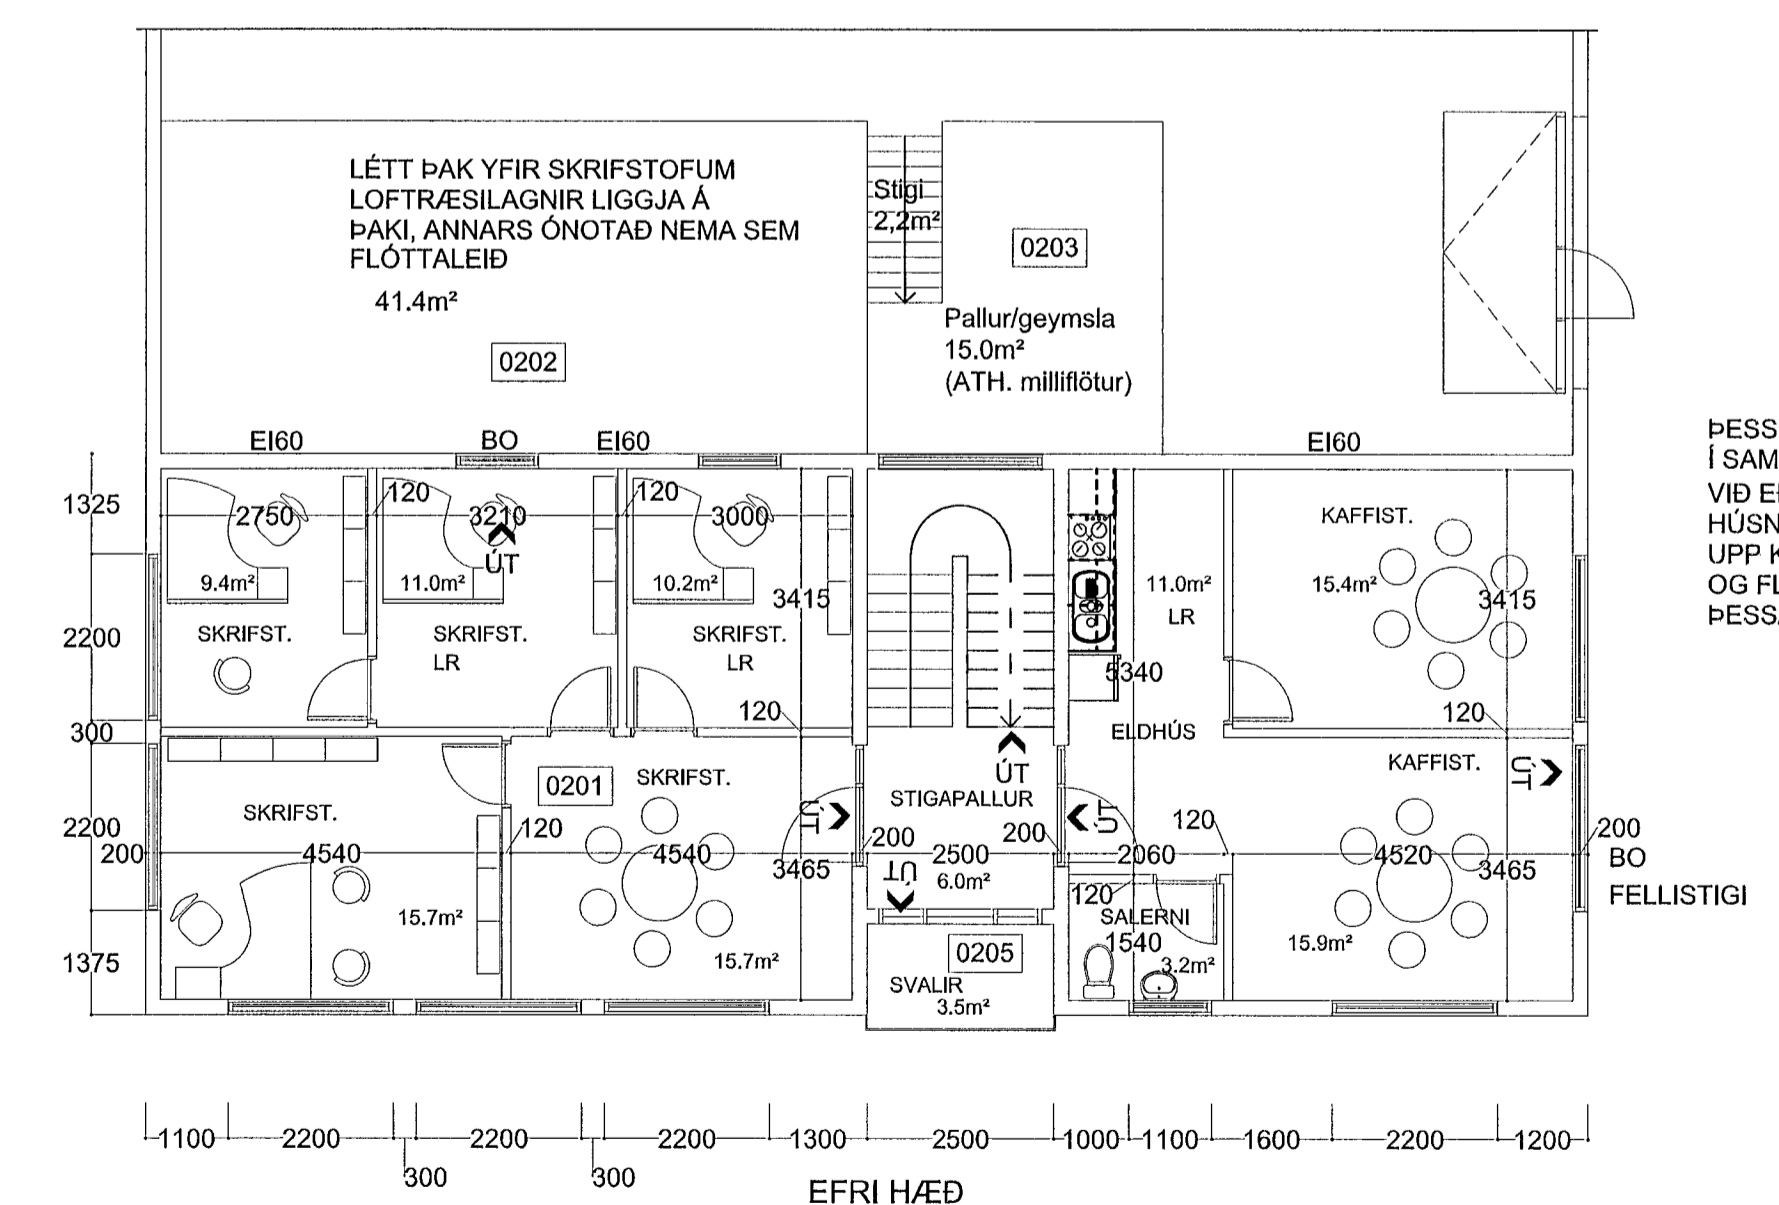 LÉTT ÞAK YFIR SKRIFSTOFUM
LOFTRÆSILAGNIR LIGGJA Á
ÞAKI, ANNARS ÓNOTAÐ NEMA SEM
FLÓTTALEIÐ
41.4m²
0202
Stigi
2,2m²
0203
Pallur/geymsla
15.0m²
(ATH. milliflötur)
EI60
BO
EI60
EI60
ÞESS
Í SAM
VIÐ
HÚSN
UPP
OG
ÞESS
1325
2200
300
2200
200
1375
2750
120
3210
120
3000
ÚT
9.4m²
11.0m²
10.2m²
3415
SKRIFST.
SKRIFST.
LR
SKRIFST.
LR
120
11.0m²
LR
5340
ELDHÚS
KAFFIST.
15.4m²
3415
120
SKRIFST.
0201
SKRIFST.
ÚT
STIGAPALLUR
ÚT
ÚT
KAFFIST.
ÚT
4540
120
4540
3465
200
200
2500
6.0m²
ÚT
2060
120
120
4520
3465
200
BO
FELLISTIGI
15.7m²
15.7m²
0205
SVALIR
3.5m²
SALERNI
1540
3.2m²
15.9m²
1100
2200
2200
2200
1300
2500
1000
1100
1600
2200
1200
300
300
EFRI HÆÐ